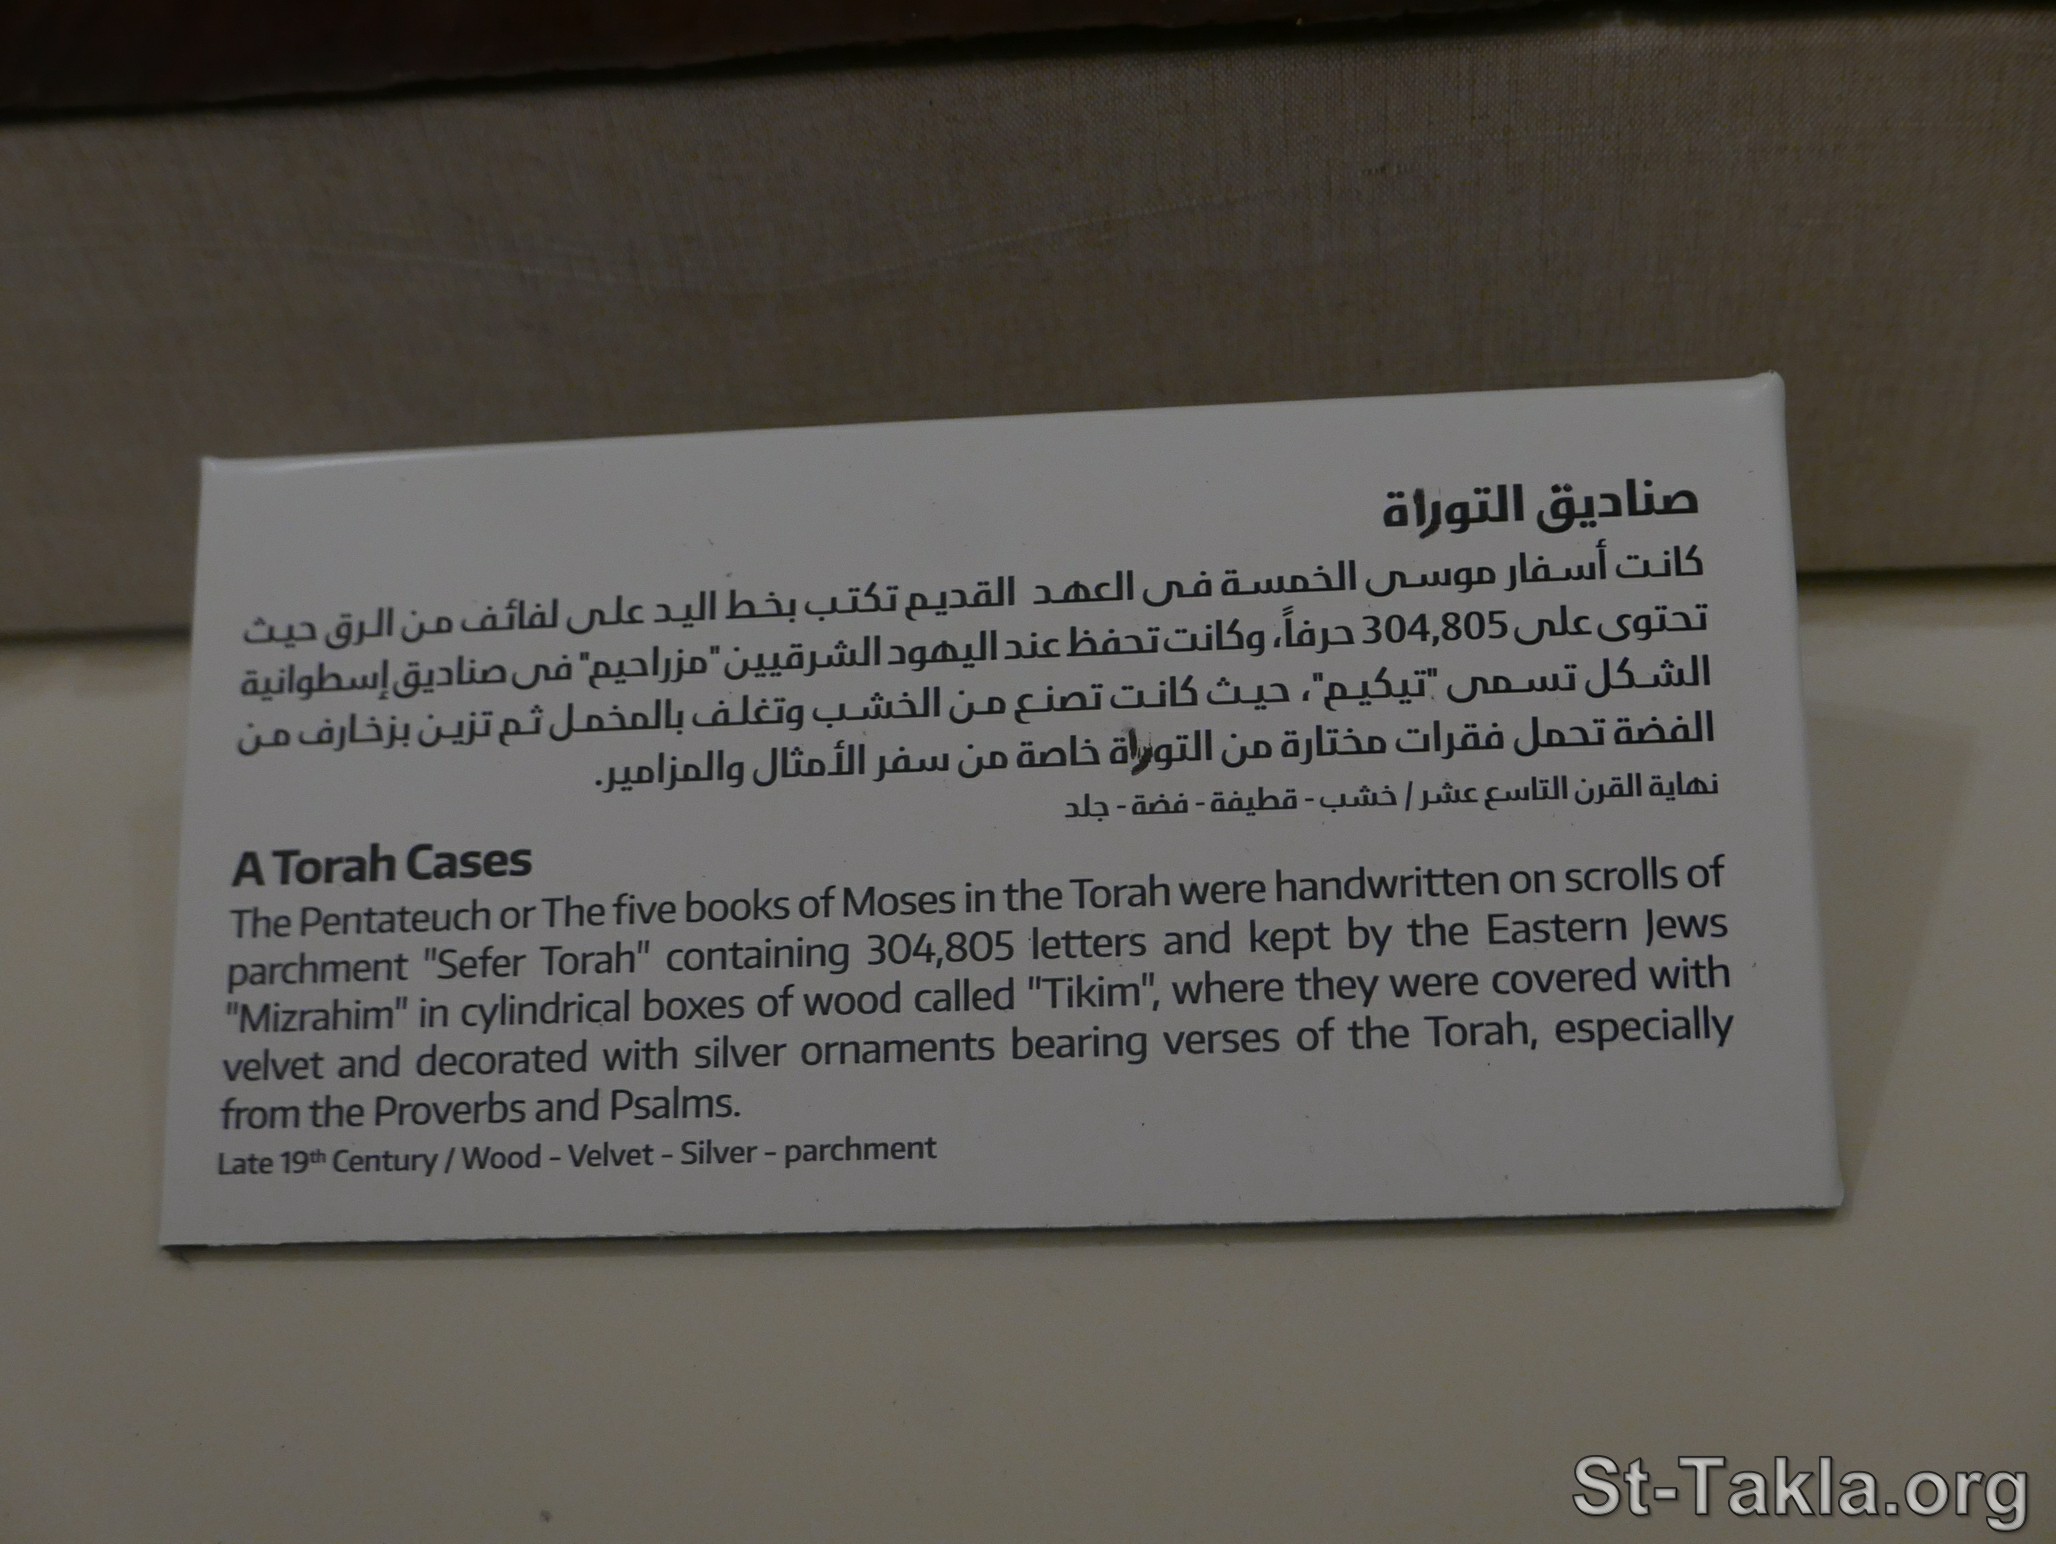 صناديق التوراة
كانت أسفار موسى الخمسة فى العهد القديم تكتب بخط اليد على لفائف من الرق حيث
تحتوى على 304,805 حرفاً، وكانت تحفظ عند اليهود الشرقيين "مزراحيم" فى صناديق إسطوانية
الشكل تسمى "تيكيم"، حيث كانت تصنع من الخشب وتغلف بالمخمل ثم تزين بزخارف من
الفضة تحمل فقرات مختارة من التوراة خاصة من سفر الأمثال والمزامير.
نهاية القرن التاسع عشر / خشب - قطيفة - فضة - جلد
A Torah Cases
The Pentateuch or The five books of Moses in the Torah were handwritten on scrolls of
parchment "Sefer Torah" containing 304,805 letters and kept by the Eastern Jews
"Mizrahim" in cylindrical boxes of wood called "Tikim", where they were covered with
velvet and decorated with silver ornaments bearing verses of the Torah, especially
from the Proverbs and Psalms.
Late 19th Century / Wood - Velvet - Silver - parchment
St-Takla.org